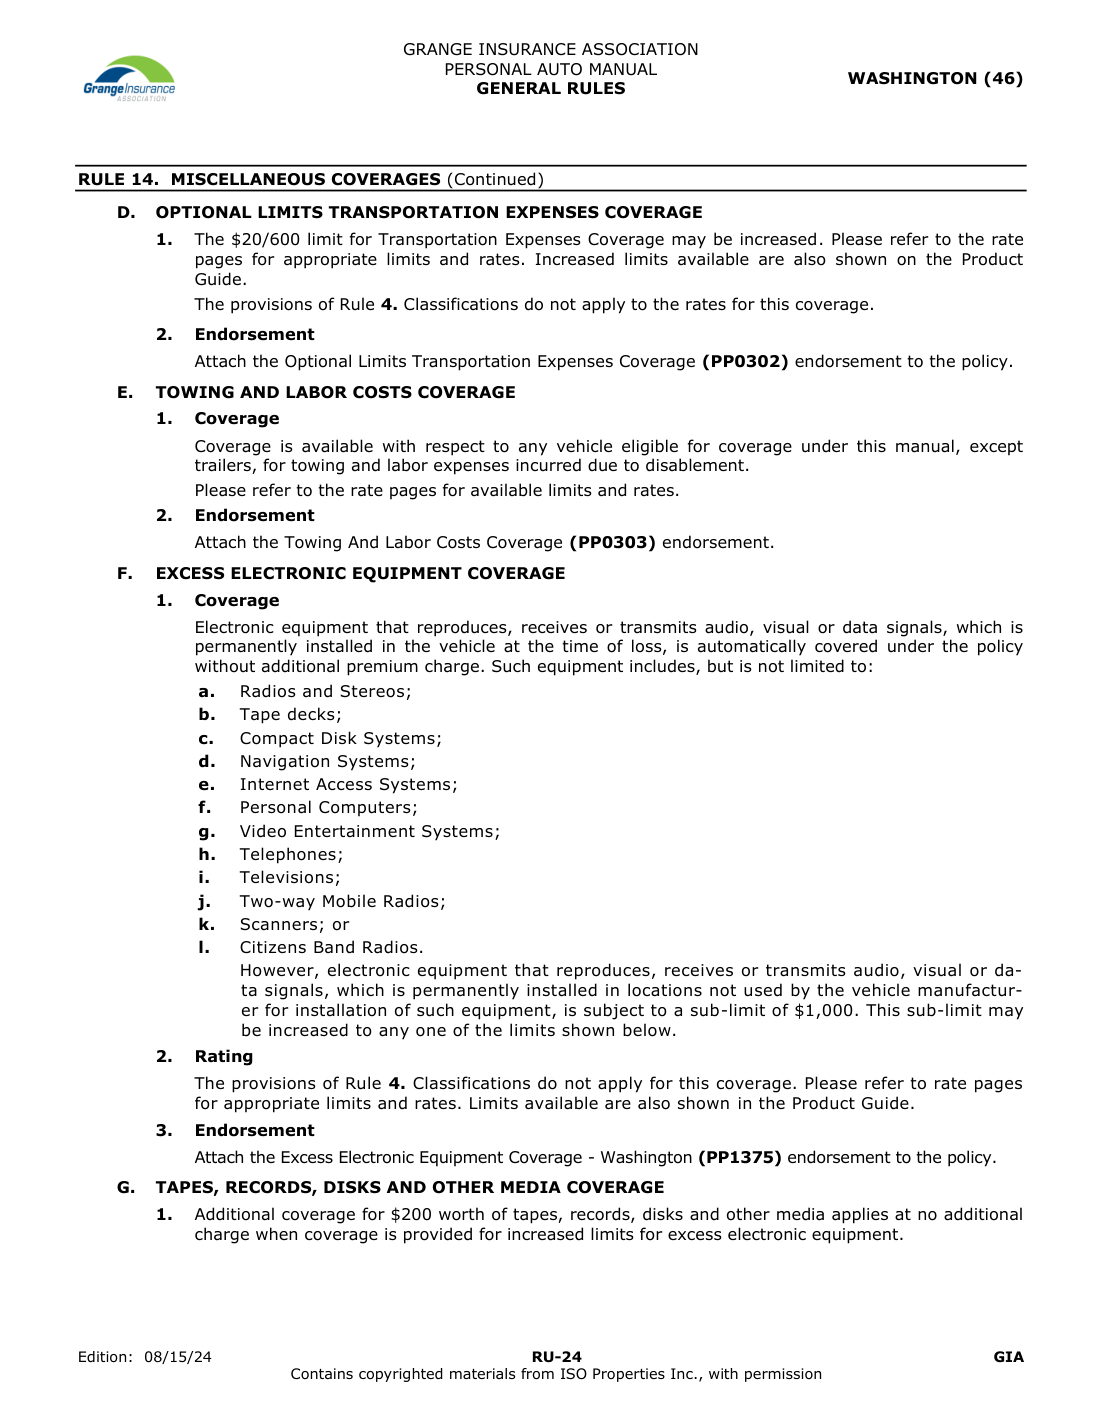 GRANGE INSURANCE ASSOCIATION
PERSONAL AUTO MANUAL
GENERAL RULES
WASHINGTON (46)
GrangeInsurance
ASSOCIATION
RULE 14. MISCELLANEOUS COVERAGES (Continued)
D. OPTIONAL LIMITS TRANSPORTATION EXPENSES COVERAGE
1. The $20/600 limit for Transportation Expenses Coverage may be increased. Please refer to the rate
pages for appropriate limits and rates. Increased limits available are also shown on the Product
Guide.
The provisions of Rule 4. Classifications do not apply to the rates for this coverage.
2. Endorsement
Attach the Optional Limits Transportation Expenses Coverage (PP0302) endorsement to the policy.
E. TOWING AND LABOR COSTS COVERAGE
1. Coverage
Coverage is available with respect to any vehicle eligible for coverage under this manual, except
trailers, for towing and labor expenses incurred due to disablement.
Please refer to the rate pages for available limits and rates.
2. Endorsement
Attach the Towing And Labor Costs Coverage (PP0303) endorsement.
F. EXCESS ELECTRONIC EQUIPMENT COVERAGE
1. Coverage
Electronic equipment that reproduces, receives or transmits audio, visual or data signals, which is
permanently installed in the vehicle at the time of loss, is automatically covered under the policy
without additional premium charge. Such equipment includes, but is not limited to:
a. Radios and Stereos;
b. Tape decks;
c. Compact Disk Systems;
d. Navigation Systems;
e. Internet Access Systems;
f. Personal Computers;
g. Video Entertainment Systems;
h. Telephones;
i. Televisions;
j. Two-way Mobile Radios;
k. Scanners; or
l. Citizens Band Radios.
However, electronic equipment that reproduces, receives or transmits audio, visual or da-
ta signals, which is permanently installed in locations not used by the vehicle manufactur-
er for installation of such equipment, is subject to a sub-limit of $1,000. This sub-limit may
be increased to any one of the limits shown below.
2. Rating
The provisions of Rule 4. Classifications do not apply for this coverage. Please refer to rate pages
for appropriate limits and rates. Limits available are also shown in the Product Guide.
3. Endorsement
Attach the Excess Electronic Equipment Coverage - Washington (PP1375) endorsement to the policy.
G. TAPES, RECORDS, DISKS AND OTHER MEDIA COVERAGE
1. Additional coverage for $200 worth of tapes, records, disks and other media applies at no additional
charge when coverage is provided for increased limits for excess electronic equipment.
Edition: 08/15/24
RU-24
GIA
Contains copyrighted materials from ISO Properties Inc., with permission